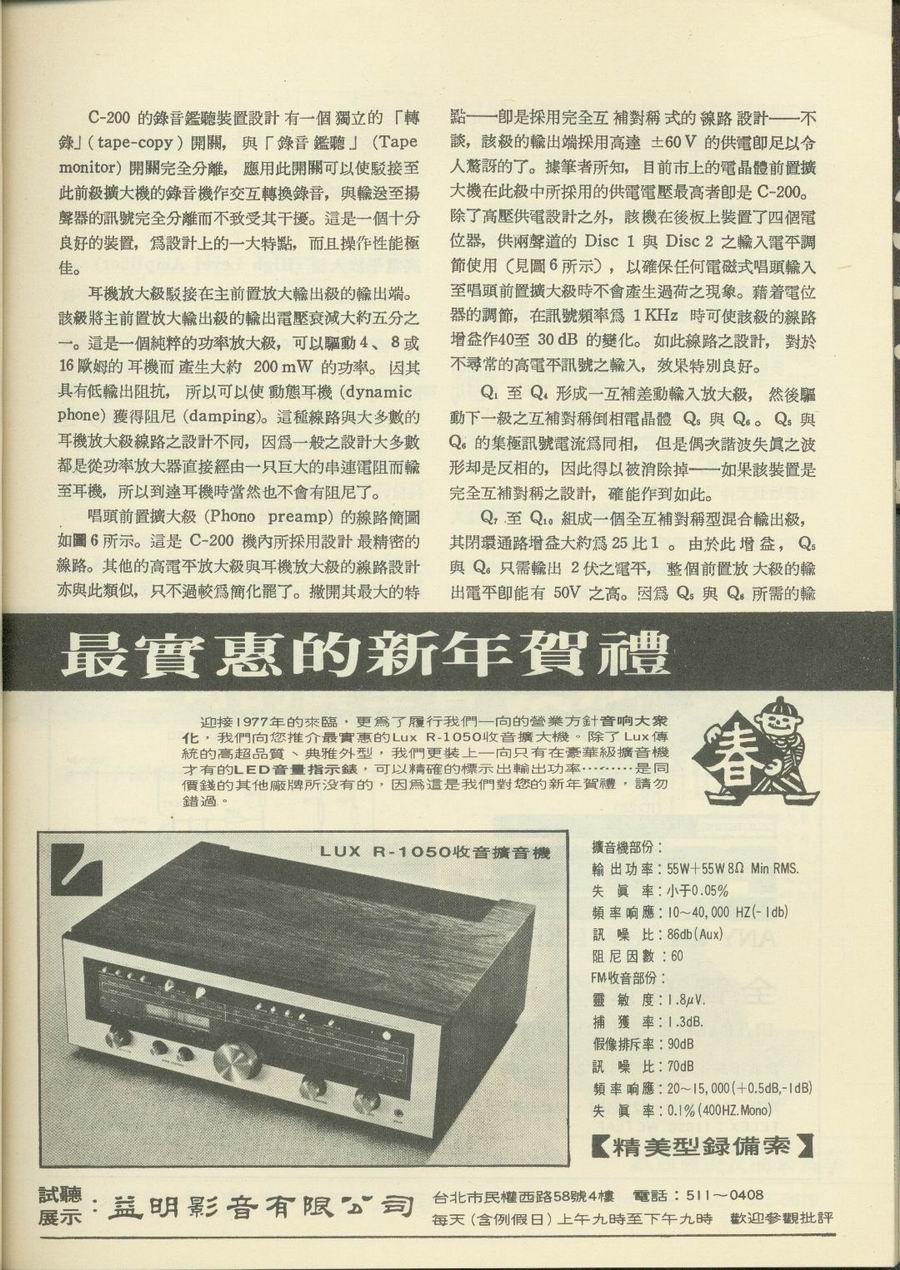 C-200 的錄音鑑聽裝置設計有一個獨立的「轉
錄」(tape-copy) 開關，與「錄音鑑聽」(Tape
monitor) 開關完全分離，應用此開關可以使駁接至
此前級擴大機的錄音機作交互轉換錄音，與輸送至揚
聲器的訊號完全分離而不致受其干擾。這是一個十分
良好的裝置，爲設計上的一大特點，而且操作性能極
佳。
耳機放大級駁接在主前置放大輸出級的輸出端。
該級將主前置放大輸出級的輸出電壓衰減大約五分之
一。這是一個純粹的功率放大級，可以驅動4、8或
16歐姆的耳機而產生大約 200 mW 的功率。因其
具有低輸出阻抗，所以可以使動態耳機 (dynamic
phone) 獲得阻尼 (damping)。這種線路與大多數的
耳機放大級線路之設計不同，因爲一般之設計大多數
都是從功率放大器直接經由一只巨大的串連電阻而輸
至耳機，所以到達耳機時當然也不會有阻尼了。
唱頭前置擴大級 (Phono preamp) 的線路簡圖
如圖6所示。這是 C-200 機內所採用設計最精密的
線路。其他的高電平放大級與耳機放大級的線路設計
亦與此類似，只不過較爲簡化罷了。撇開其最大的特
點——卽是採用完全互補對稱式的線路設計——不
談，該級的輸出端採用高達 ±60V 的供電卽足以令
人驚訝的了。據筆者所知，目前市上的電晶體前置擴
大機在此級中所採用的供電電壓最高者卽是 C-200。
除了高壓供電設計之外，該機在後板上裝置了四個電
位器，供兩聲道的 Disc 1 與 Disc 2 之輸入電平調
節使用（見圖6所示），以確保任何電磁式唱頭輸入
至唱頭前置擴大級時不會產生過荷之現象。藉着電位
器的調節，在訊號頻率爲 1KHz 時可使該級的線路
增益作40至 30dB 的變化。如此線路之設計，對於
不尋常的高電平訊號之輸入，效果特別良好。
Q₁ 至 Q₄ 形成一互補差動輸入放大級，然後驅
動下一級之互補對稱倒相電晶體 Q₅ 與 Q₆。Q₅ 與
Q₆ 的集極訊號電流爲同相，但是偶次諧波失眞之波
形却是反相的，因此得以被消除掉——如果該裝置是
完全互補對稱之設計，確能作到如此。
Q₇ 至 Q₁₀ 組成一個全互補對稱型混合輸出級，
其閉環通路增益大約爲25比1。由於此增益，Q₅
與 Q₆ 只需輸出 2伏之電平，整個前置放大級的輸
出電平卽能有 50V 之高。因爲 Q₅ 與 Q₆ 所需的輸
最實惠的新年賀禮
迎接1977年的來臨，更爲了履行我們一向的營業方針音响大衆
化，我們向您推介最實惠的Lux R-1050收音擴大機。除了Lux傳
統的高超品質、典雅外型，我們更裝上一向只有在豪華級擴音機
才有的LED音量指示錶，可以精確的標示出輸出功率………是同
價錢的其他廠牌所沒有的，因爲這是我們對您的新年賀禮，請勿
錯過。
春
LUX R-1050收音擴音機
擴音機部份：
輸出功率：55W+55W 8Ω Min RMS.
失眞率：小于0.05%
頻率响應：10～40,000 HZ(-1db)
訊噪比：86db(Aux)
阻尼因數：60
FM收音部份：
靈敏度：1.8μV.
捕獲率：1.3dB.
假像排斥率：90dB
訊噪比：70dB
頻率响應：20～15,000(+0.5dB,-1dB)
失眞率：0.1%(400HZ.Mono)
【精美型録備索】
試聽
展示：益明影音有限公司
台北市民權西路58號4樓 電話：511～0408
每天(含例假日)上午九時至下午九時 歡迎參觀批評